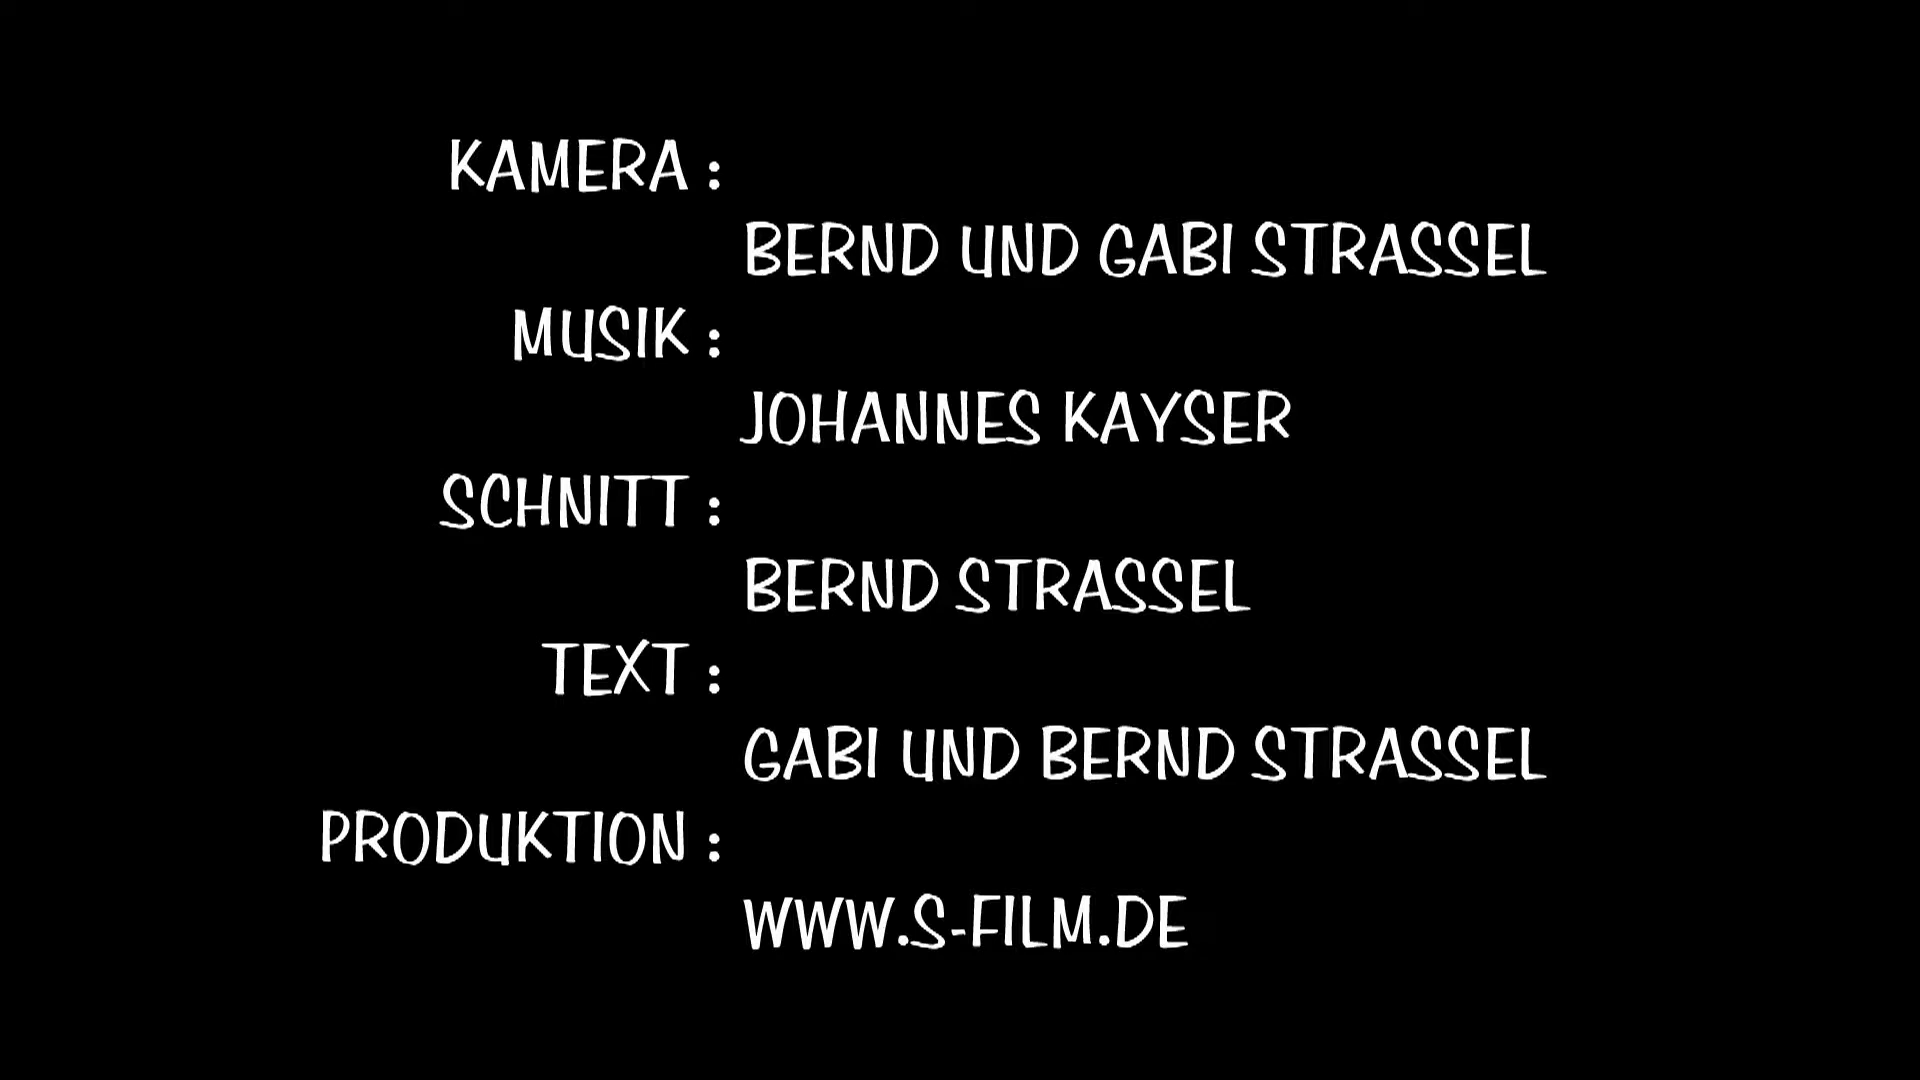 KAMERA :
BERND UND GABI STRASSEL
MUSIK :
JOHANNES KAYSER
SCHNITT :
BERND STRASSEL
TEXT :
GABI UND BERND STRASSEL
PRODUKTION :
WWW.S-FILM.DE